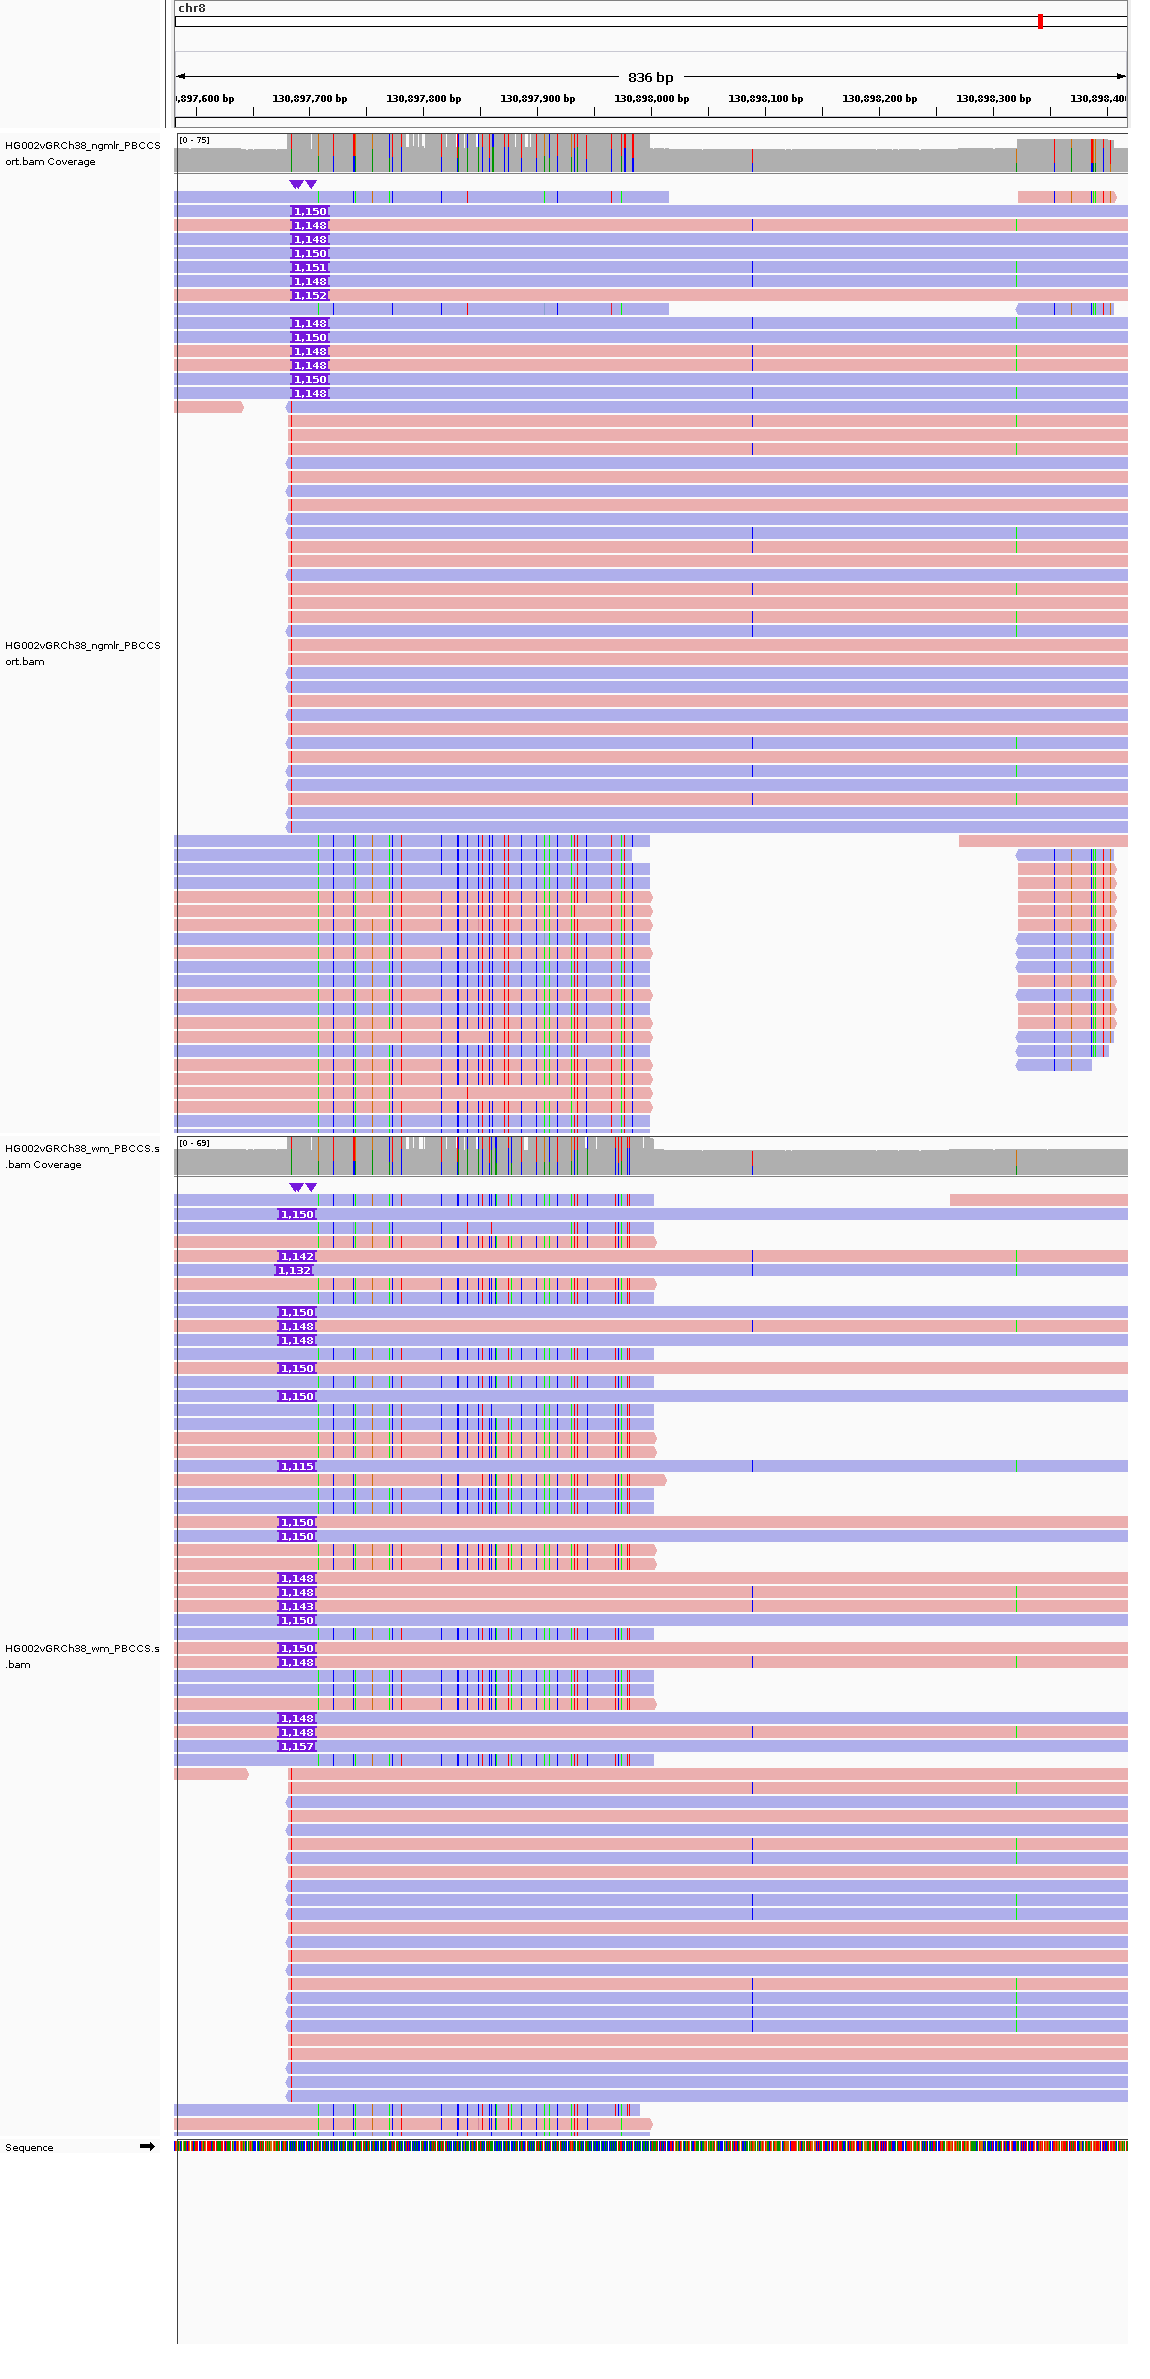 chr8
836 bp
,897,600 bp 130,897,700 bp 130,897,800 bp 130,897,900 bp 130,898,000 bp 130,898,100 bp 130,898,200 bp 130,898,300 bp 130,898,40
HG002vGRCh38_ngmlr_PBCCS
ort.bam Coverage
[0 - 75]
1,150
1,148
1,148
1,150
1,151
1,148
1,152
1,148
1,150
1,148
1,148
1,150
1,148
HG002vGRCh38_ngmlr_PBCCS
ort.bam
HG002vGRCh38_wm_PBCCS.s
.bam Coverage
[0 - 69]
1,150
1,142
1,132
1,150
1,148
1,148
1,150
1,150
1,115
1,150
1,150
1,148
1,148
1,143
1,150
HG002vGRCh38_wm_PBCCS.s
.bam
1,150
1,148
1,148
1,148
1,157
Sequence